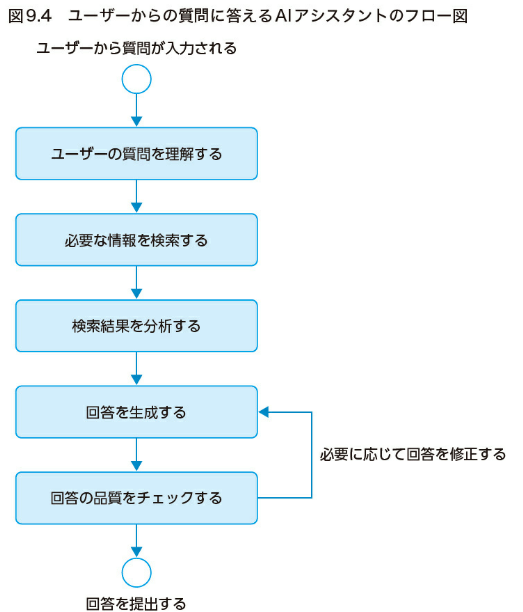 図9.4　ユーザーからの質問に答えるAIアシスタントのフロー図
ユーザーから質問が入力される
ユーザーの質問を理解する
必要な情報を検索する
検索結果を分析する
回答を生成する
必要に応じて回答を修正する
回答の品質をチェックする
回答を提出する